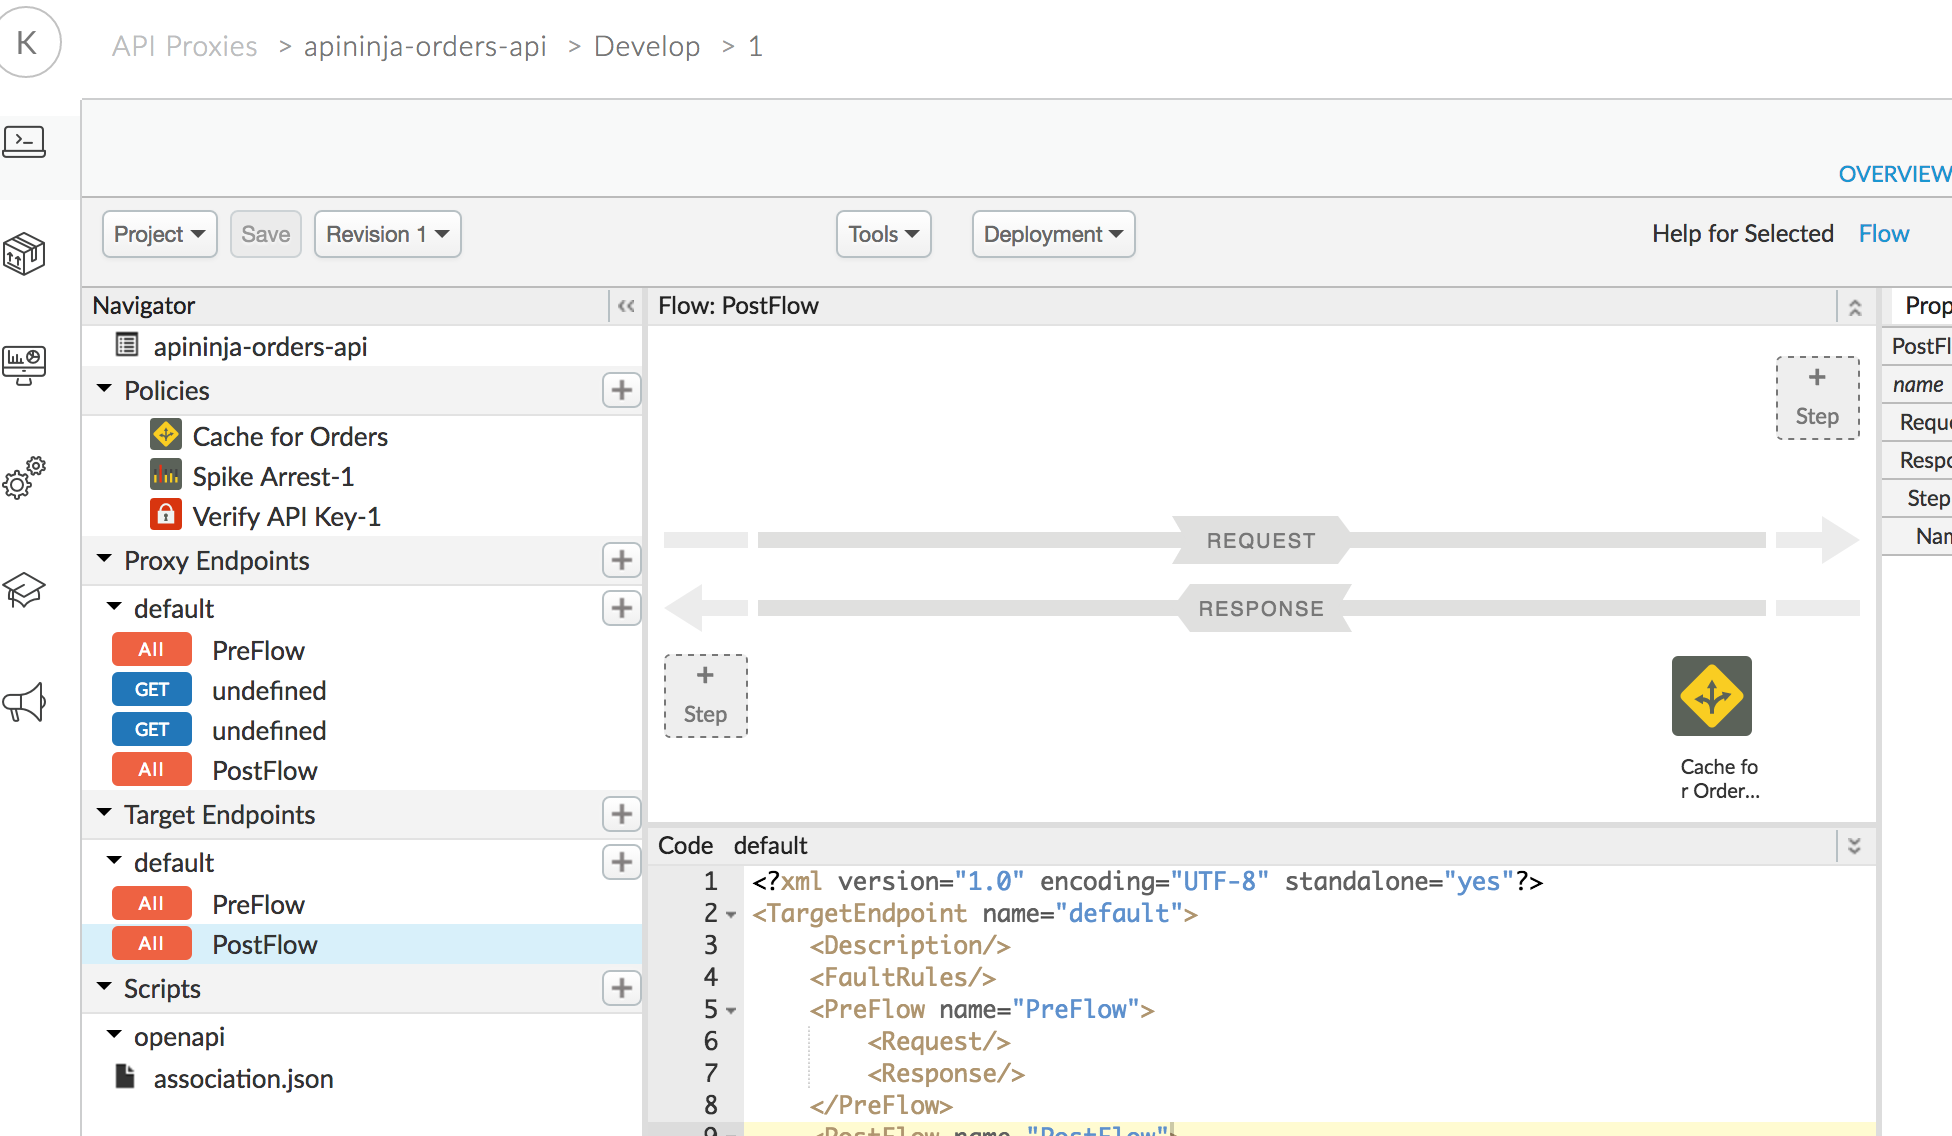 K
API Proxies > apininja-orders-api > Develop > 1
OVERVIEW
Project Save Revision 1 Tools Deployment Help for Selected Flow
Navigator
apininja-orders-api
Policies
Cache for Orders
Spike Arrest-1
Verify API Key-1
Proxy Endpoints
default
All PreFlow
GET undefined
GET undefined
All PostFlow
Target Endpoints
default
All PreFlow
All PostFlow
Scripts
openapi
association.json
Flow: PostFlow
+
Step
REQUEST
RESPONSE
+
Step
Cache fo
r Order...
Code default
1 <?xml version="1.0" encoding="UTF-8" standalone="yes"?>
2 <TargetEndpoint name="default">
3 <Description/>
4 <FaultRules/>
5 <PreFlow name="PreFlow">
6 <Request/>
7 <Response/>
8 </PreFlow>
9 <PostFlow name="PostFlow">
Prop
PostFl
name
Reque
Respo
Step
Nam